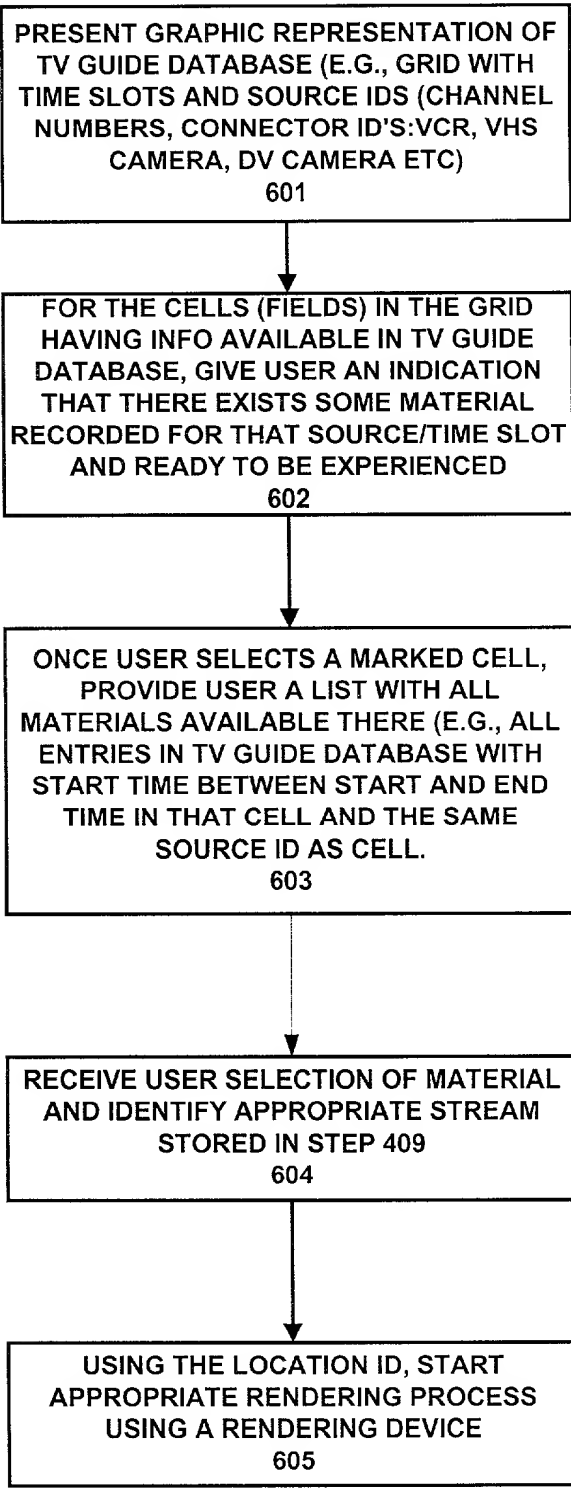 PRESENT GRAPHIC REPRESENTATION OF
TV GUIDE DATABASE (E.G., GRID WITH
TIME SLOTS AND SOURCE IDS (CHANNEL
NUMBERS, CONNECTOR ID'S:VCR, VHS
CAMERA, DV CAMERA ETC)
601
FOR THE CELLS (FIELDS) IN THE GRID
HAVING INFO AVAILABLE IN TV GUIDE
DATABASE, GIVE USER AN INDICATION
THAT THERE EXISTS SOME MATERIAL
RECORDED FOR THAT SOURCE/TIME SLOT
AND READY TO BE EXPERIENCED
602
ONCE USER SELECTS A MARKED CELL,
PROVIDE USER A LIST WITH ALL
MATERIALS AVAILABLE THERE (E.G., ALL
ENTRIES IN TV GUIDE DATABASE WITH
START TIME BETWEEN START AND END
TIME IN THAT CELL AND THE SAME
SOURCE ID AS CELL.
603
RECEIVE USER SELECTION OF MATERIAL
AND IDENTIFY APPROPRIATE STREAM
STORED IN STEP 409
604
USING THE LOCATION ID, START
APPROPRIATE RENDERING PROCESS
USING A RENDERING DEVICE
605